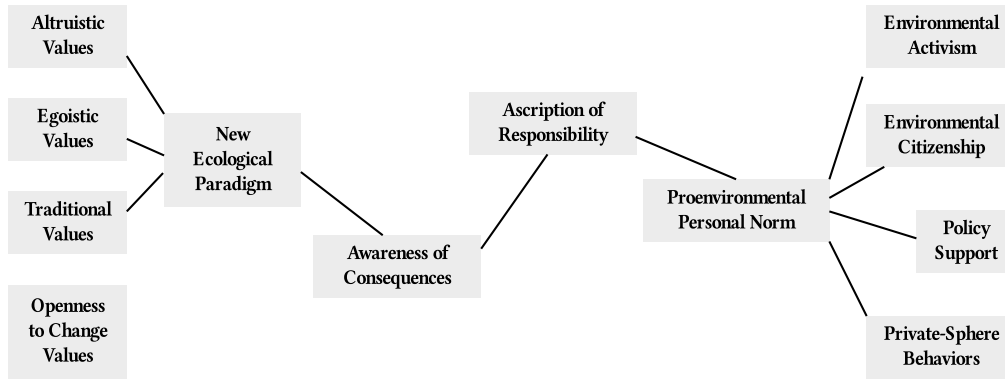 Altruistic
Values
Egoistic
Values
Traditional
Values
Openness
to Change
Values
New
Ecological
Paradigm
Awareness of
Consequences
Ascription of
Responsibility
Proenvironmental
Personal Norm
Environmental
Activism
Environmental
Citizenship
Policy
Support
Private-Sphere
Behaviors